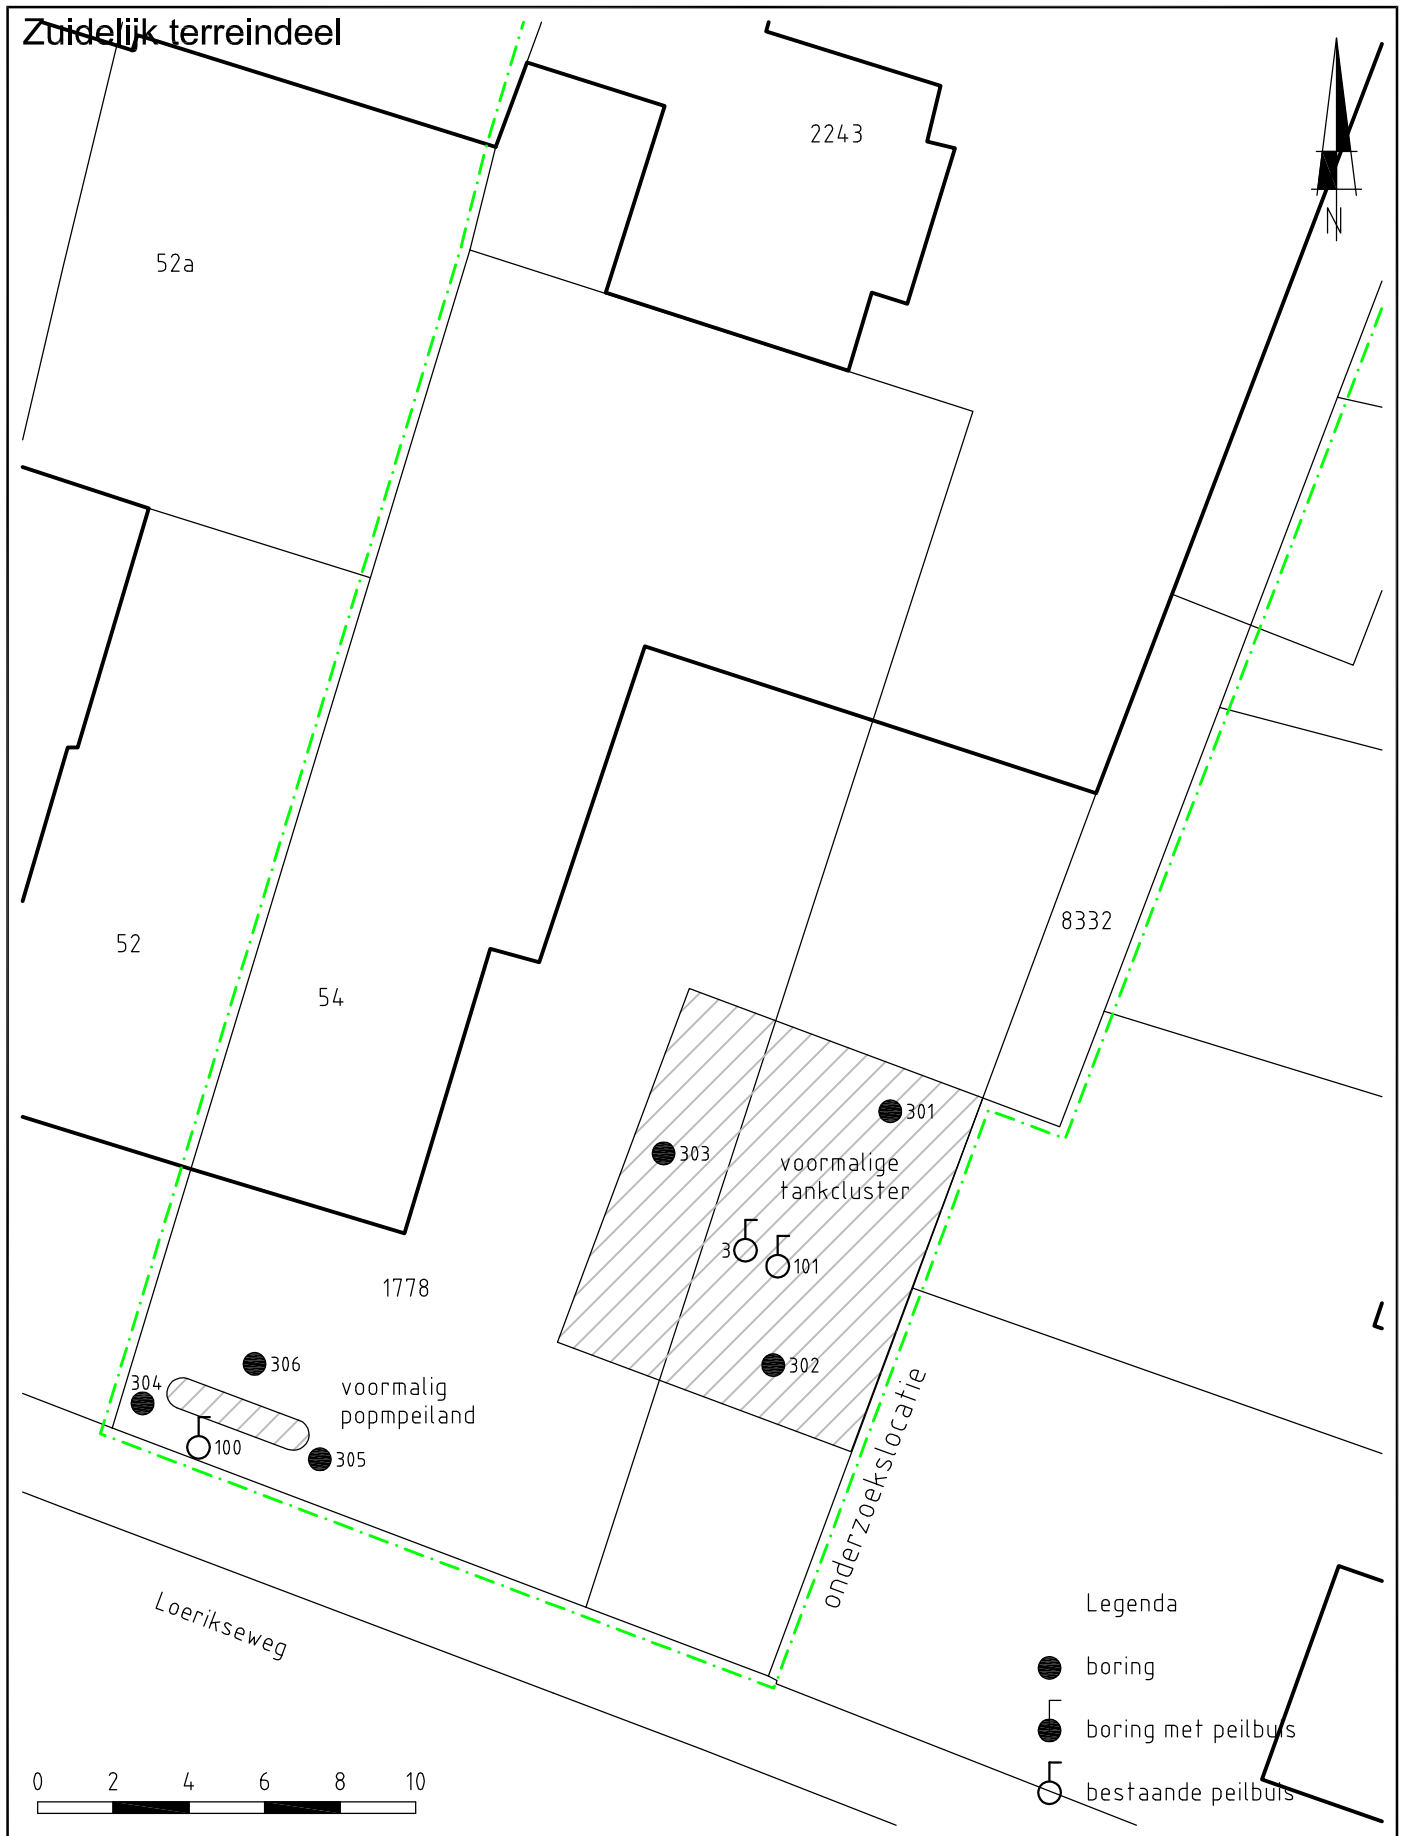 Zuidelijk terreindeel
2243
N
52a
8332
52
54
301
303
voormalige
tankcluster
3
101
1778
302
306
304
voormalig
popmpeiland
100
305
onderzoekslocatie
Loerikseweg
Legenda
boring
boring met peilbuis
bestaande peilbuis
0 2 4 6 8 10